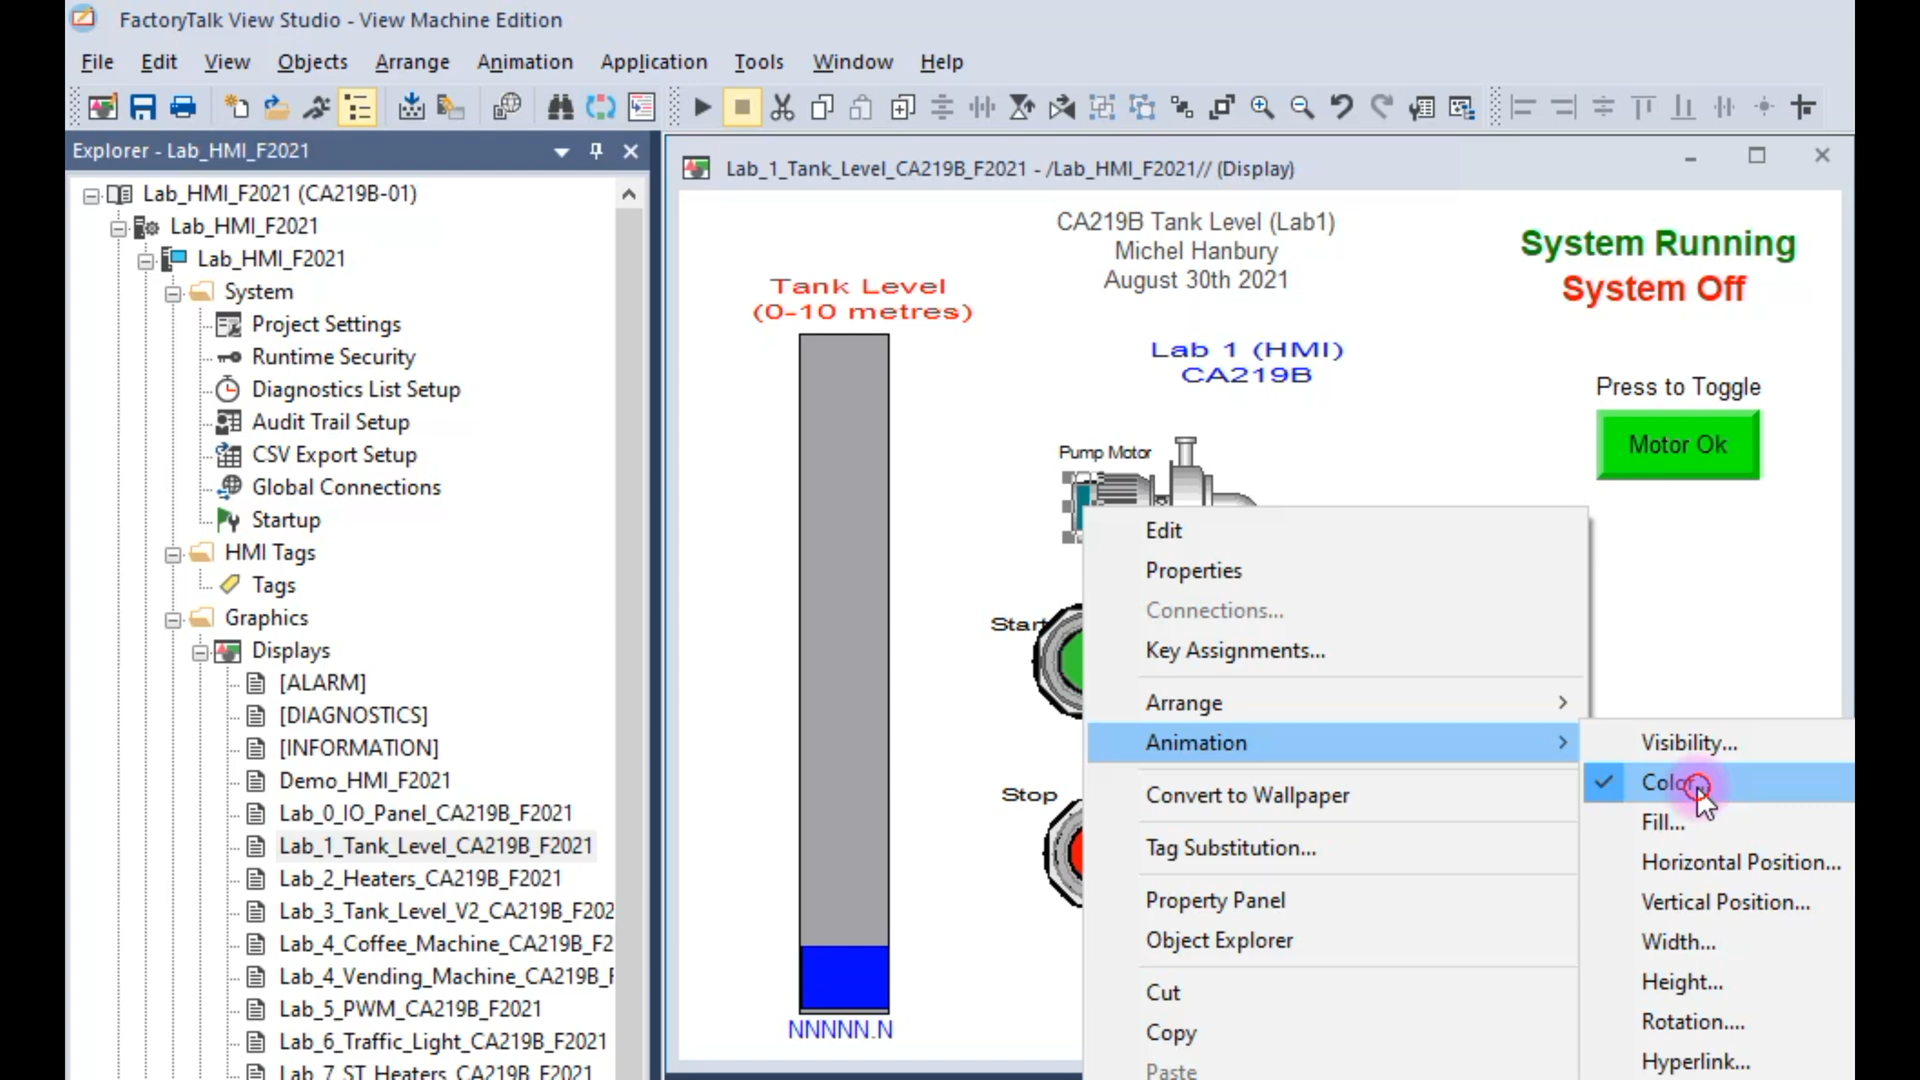 FactoryTalk View Studio - View Machine Edition
File Edit View Objects Arrange Animation Application Tools Window Help
Explorer - Lab_HMI_F2021
Lab_HMI_F2021 (CA219B-01)
Lab_HMI_F2021
Lab_HMI_F2021
System
Project Settings
Runtime Security
Diagnostics List Setup
Audit Trail Setup
CSV Export Setup
Global Connections
Startup
HMI Tags
Tags
Graphics
Displays
[ALARM]
[DIAGNOSTICS]
[INFORMATION]
Demo_HMI_F2021
Lab_0_IO_Panel_CA219B_F2021
Lab_1_Tank_Level_CA219B_F2021
Lab_2_Heaters_CA219B_F2021
Lab_3_Tank_Level_V2_CA219B_F202
Lab_4_Coffee_Machine_CA219B_F2
Lab_4_Vending_Machine_CA219B_F
Lab_5_PWM_CA219B_F2021
Lab_6_Traffic_Light_CA219B_F2021
Lab_7_ST_Heaters_CA219B_F2021
Lab_1_Tank_Level_CA219B_F2021 - /Lab_HMI_F2021// (Display)
CA219B Tank Level (Lab1)
Michel Hanbury
August 30th 2021
System Running
System Off
Tank Level
(0-10 metres)
Lab 1 (HMI)
CA219B
Press to Toggle
Motor Ok
Pump Motor
Start
Stop
NNNNN.N
Edit
Properties
Connections...
Key Assignments...
Arrange
Animation
Convert to Wallpaper
Tag Substitution...
Property Panel
Object Explorer
Cut
Copy
Paste
Visibility...
Color...
Fill...
Horizontal Position...
Vertical Position...
Width...
Height...
Rotation....
Hyperlink...